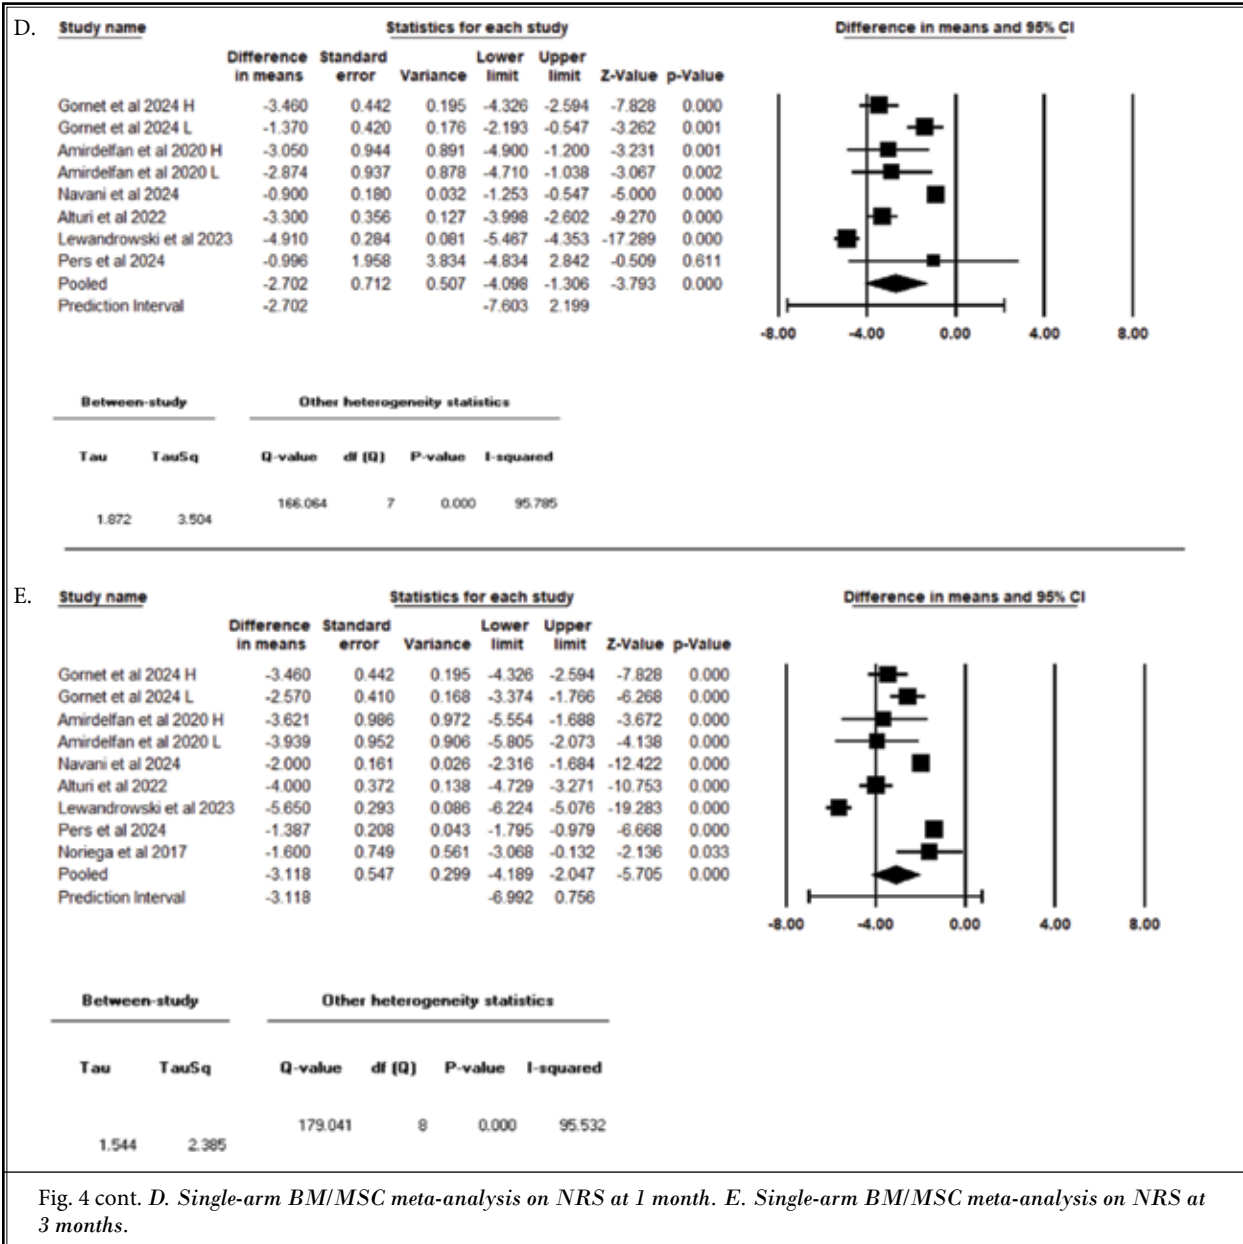 D. Study name Statistics for each study Difference in means and 95% CI
Difference Standard Lower Upper
in means error Variance limit limit Z-Value p-Value
Gornet et al 2024 H -3.460 0.442 0.195 -4.326 -2.594 -7.828 0.000
Gornet et al 2024 L -1.370 0.420 0.176 -2.193 -0.547 -3.262 0.001
Amirdelfan et al 2020 H -3.050 0.944 0.891 -4.900 -1.200 -3.231 0.001
Amirdelfan et al 2020 L -2.874 0.937 0.878 -4.710 -1.038 -3.067 0.002
Navani et al 2024 -0.900 0.180 0.032 -1.253 -0.547 -5.000 0.000
Alturi et al 2022 -3.300 0.356 0.127 -3.998 -2.602 -9.270 0.000
Lewandrowski et al 2023 -4.910 0.284 0.081 -5.467 -4.353 -17.289 0.000
Pers et al 2024 -0.996 1.958 3.834 -4.834 2.842 -0.509 0.611
Pooled -2.702 0.712 0.507 -4.098 -1.306 -3.793 0.000
Prediction Interval -2.702 -7.603 2.199
-8.00 -4.00 0.00 4.00 8.00
Between-study Other heterogeneity statistics
Tau TauSq Q-value df (Q) P-value I-squared
166.064 7 0.000 95.785
1.872 3.504
E. Study name Statistics for each study Difference in means and 95% CI
Difference Standard Lower Upper
in means error Variance limit limit Z-Value p-Value
Gornet et al 2024 H -3.460 0.442 0.195 -4.326 -2.594 -7.828 0.000
Gornet et al 2024 L -2.570 0.410 0.168 -3.374 -1.766 -6.268 0.000
Amirdelfan et al 2020 H -3.621 0.986 0.972 -5.554 -1.688 -3.672 0.000
Amirdelfan et al 2020 L -3.939 0.952 0.906 -5.805 -2.073 -4.138 0.000
Navani et al 2024 -2.000 0.161 0.026 -2.316 -1.684 -12.422 0.000
Alturi et al 2022 -4.000 0.372 0.138 -4.729 -3.271 -10.753 0.000
Lewandrowski et al 2023 -5.650 0.293 0.086 -6.224 -5.076 -19.283 0.000
Pers et al 2024 -1.387 0.208 0.043 -1.795 -0.979 -6.668 0.000
Noriega et al 2017 -1.600 0.749 0.561 -3.068 -0.132 -2.136 0.033
Pooled -3.118 0.547 0.299 -4.189 -2.047 -5.705 0.000
Prediction Interval -3.118 -6.992 0.756
-8.00 -4.00 0.00 4.00 8.00
Between-study Other heterogeneity statistics
Tau TauSq Q-value df (Q) P-value I-squared
179.041 8 0.000 95.532
1.544 2.385
Fig. 4 cont. D. Single-arm BM/MSC meta-analysis on NRS at 1 month. E. Single-arm BM/MSC meta-analysis on NRS at
3 months.